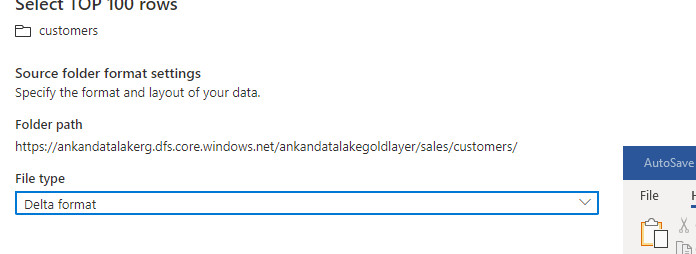 Select TOP 100 rows
customers
Source folder format settings
Specify the format and layout of your data.
Folder path
https://ankandatalakerg.dfs.core.windows.net/ankandatalakegoldlayer/sales/customers/
File type
Delta format
AutoSave
File